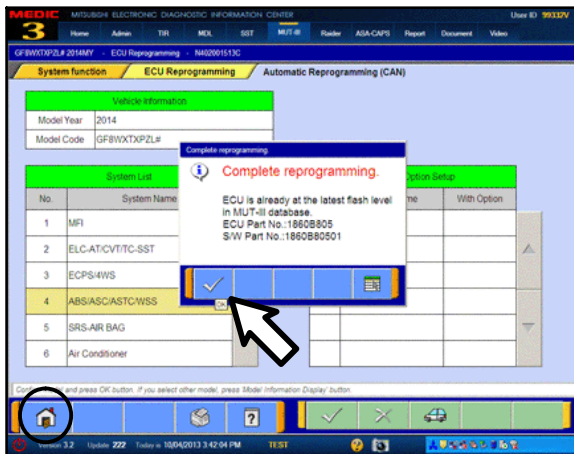 MEDIC MITSUBISHI ELECTRONIC DIAGNOSTIC INFORMATION CENTER User ID 99332V
3 Home Admin TIR MDL SST MUT-III Raider ASA-CAPS Report Document Video
GF8WXTXPZL# 2014MY - ECU Reprogramming - N402001513C
System function ECU Reprogramming Automatic Reprogramming (CAN)
Vehicle Information
Model Year 2014
Model Code GF8WXTXPZL#
Complete reprogramming.
Complete reprogramming.
ECU is already at the latest flash level
in MUT-III database.
ECU Part No.:1860B805
S/W Part No.:1860B80501
OK
System List
Option Setup
No. System Name
With Option
1 MFI
2 ELC-AT/CVT/TC-SST
3 ECPS/4WS
4 ABS/ASC/ASTC/WSS
5 SRS-AIR BAG
6 Air Conditioner
and press OK button. If you select other model, press 'Model Information Display' button.
?
Version 3.2 Update 222 Today is 10/04/2013 3:42:04 PM TEST